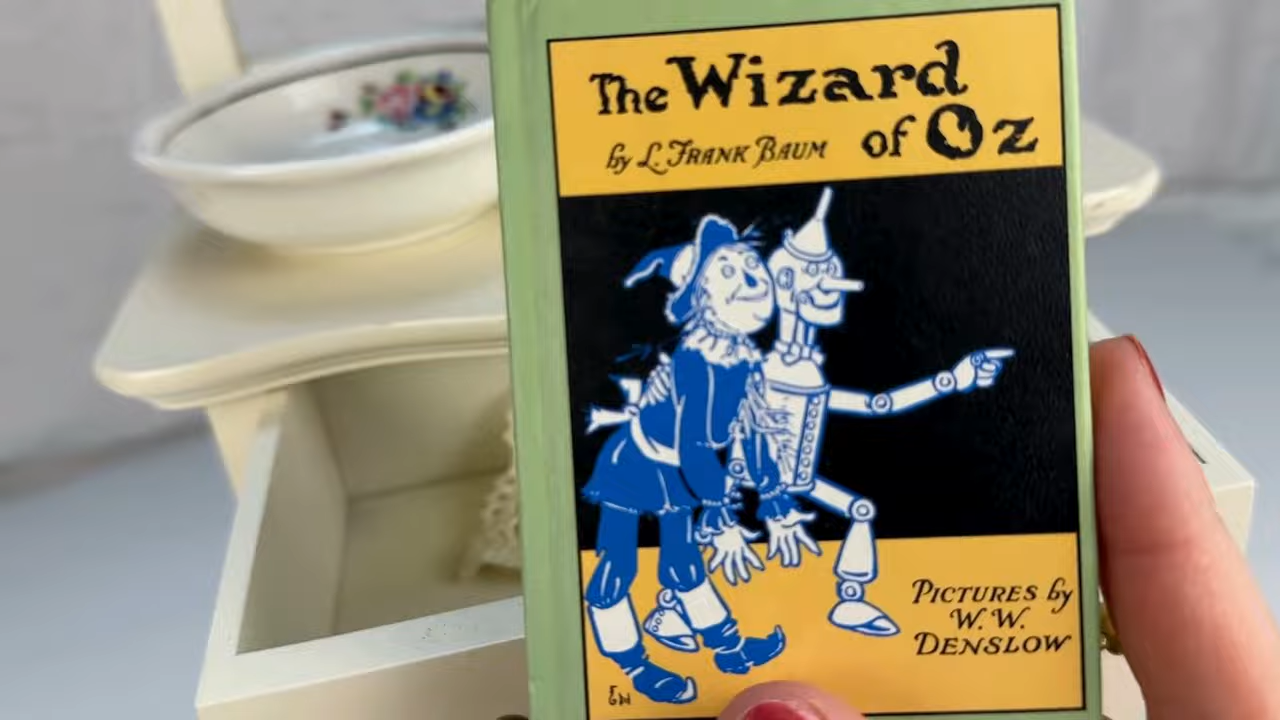 The Wizard
of Oz
by L. Frank Baum
Pictures by
W. W.
Denslow